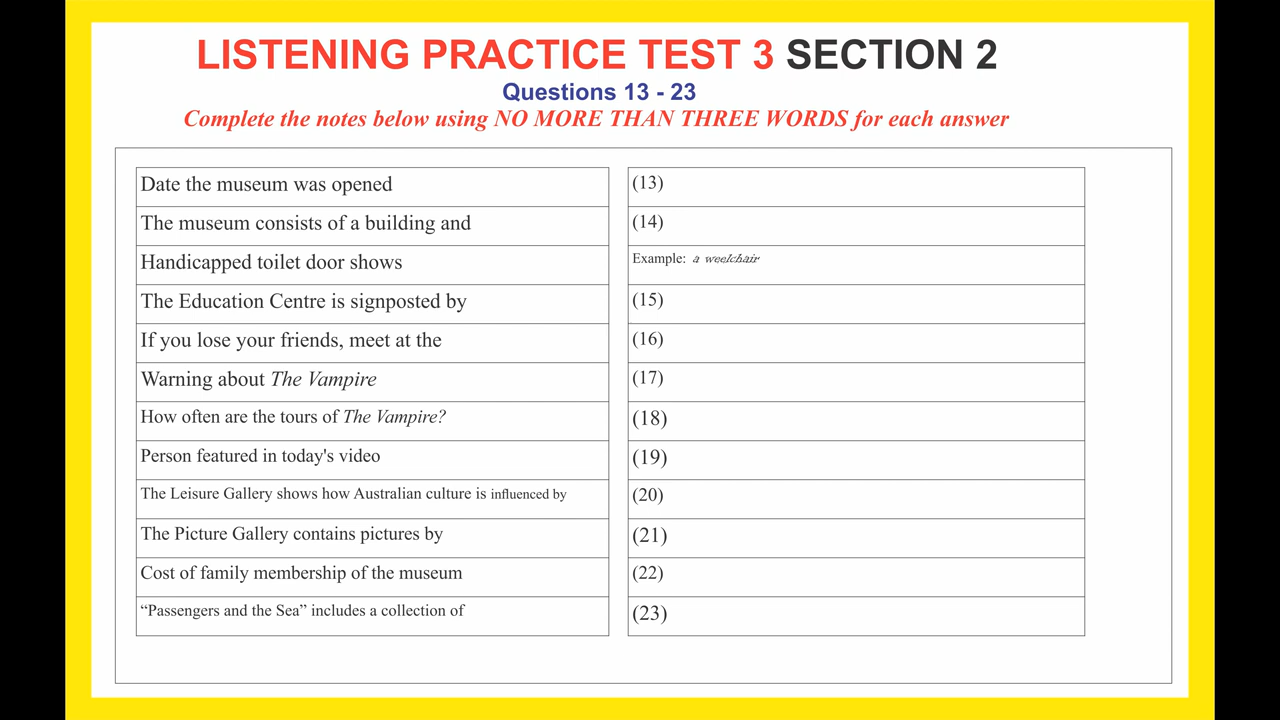 LISTENING PRACTICE TEST 3 SECTION 2
Questions 13 - 23
Complete the notes below using NO MORE THAN THREE WORDS for each answer
Date the museum was opened (13)
The museum consists of a building and (14)
Handicapped toilet door shows Example: a weelchair
The Education Centre is signposted by (15)
If you lose your friends, meet at the (16)
Warning about The Vampire (17)
How often are the tours of The Vampire? (18)
Person featured in today's video (19)
The Leisure Gallery shows how Australian culture is influenced by (20)
The Picture Gallery contains pictures by (21)
Cost of family membership of the museum (22)
“Passengers and the Sea” includes a collection of (23)